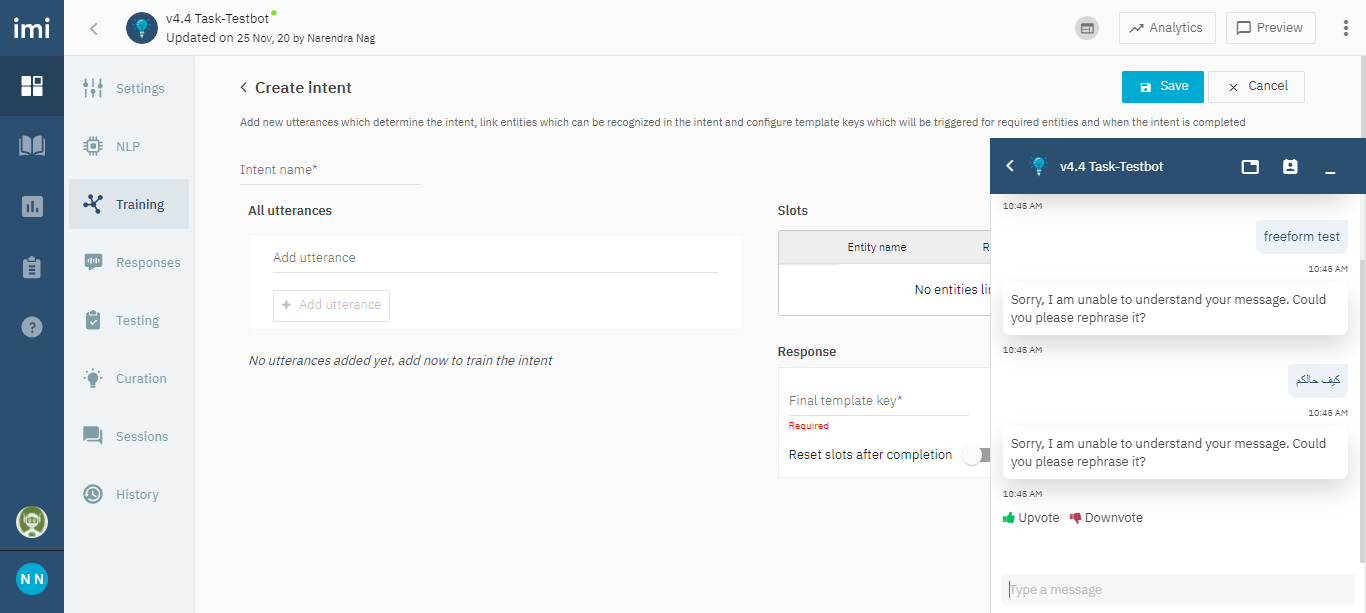 imi
v4.4 Task-Testbot
Updated on 25 Nov, 20 by Narendra Nag
Analytics
Preview
Settings
NLP
Training
Responses
Testing
Curation
Sessions
History
N N
Create intent
Save
Cancel
Add new utterances which determine the intent, link entities which can be recognized in the intent and configure template keys which will be triggered for required entities and when the intent is completed
Intent name*
All utterances
Add utterance
+ Add utterance
No utterances added yet, add now to train the intent
Slots
Entity name
R
No entities lin
Response
Final template key*
Required
Reset slots after completion
v4.4 Task-Testbot
10:45 AM
freeform test
10:45 AM
Sorry, I am unable to understand your message. Could
you please rephrase it?
10:45 AM
كيف حالكم
10:45 AM
Sorry, I am unable to understand your message. Could
you please rephrase it?
10:45 AM
Upvote Downvote
Type a message